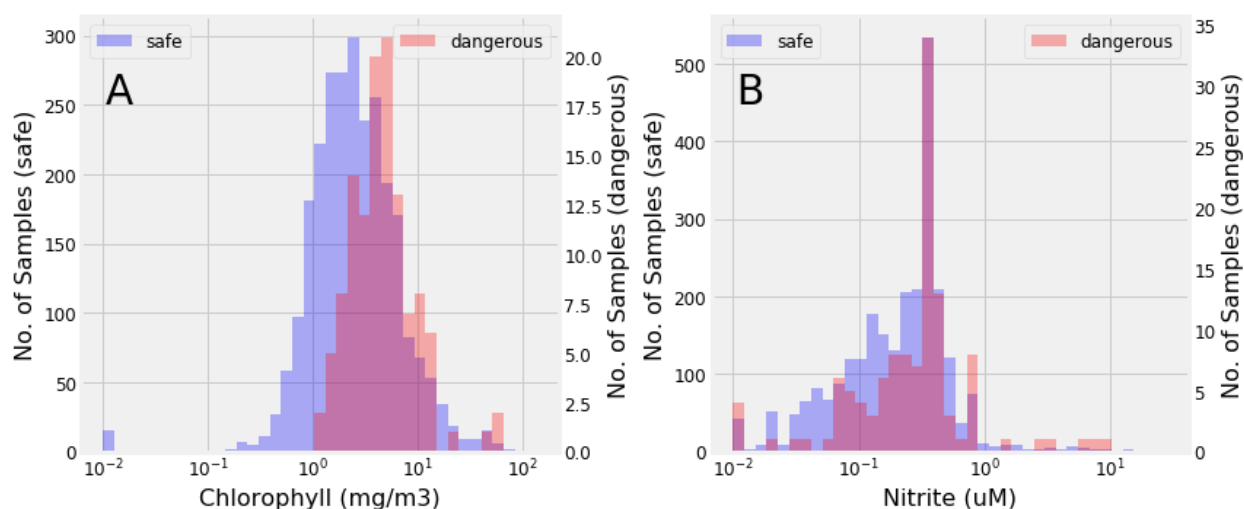 safe
dangerous
A
No. of Samples (safe)
300
250
200
150
100
50
0
20.0
17.5
15.0
12.5
10.0
7.5
5.0
2.5
0.0
No. of Samples (dangerous)
10⁻² 10⁻¹ 10⁰ 10¹ 10²
Chlorophyll (mg/m3)
safe
dangerous
B
No. of Samples (safe)
500
400
300
200
100
0
35
30
25
20
15
10
5
0
No. of Samples (dangerous)
10⁻² 10⁻¹ 10⁰ 10¹
Nitrite (uM)